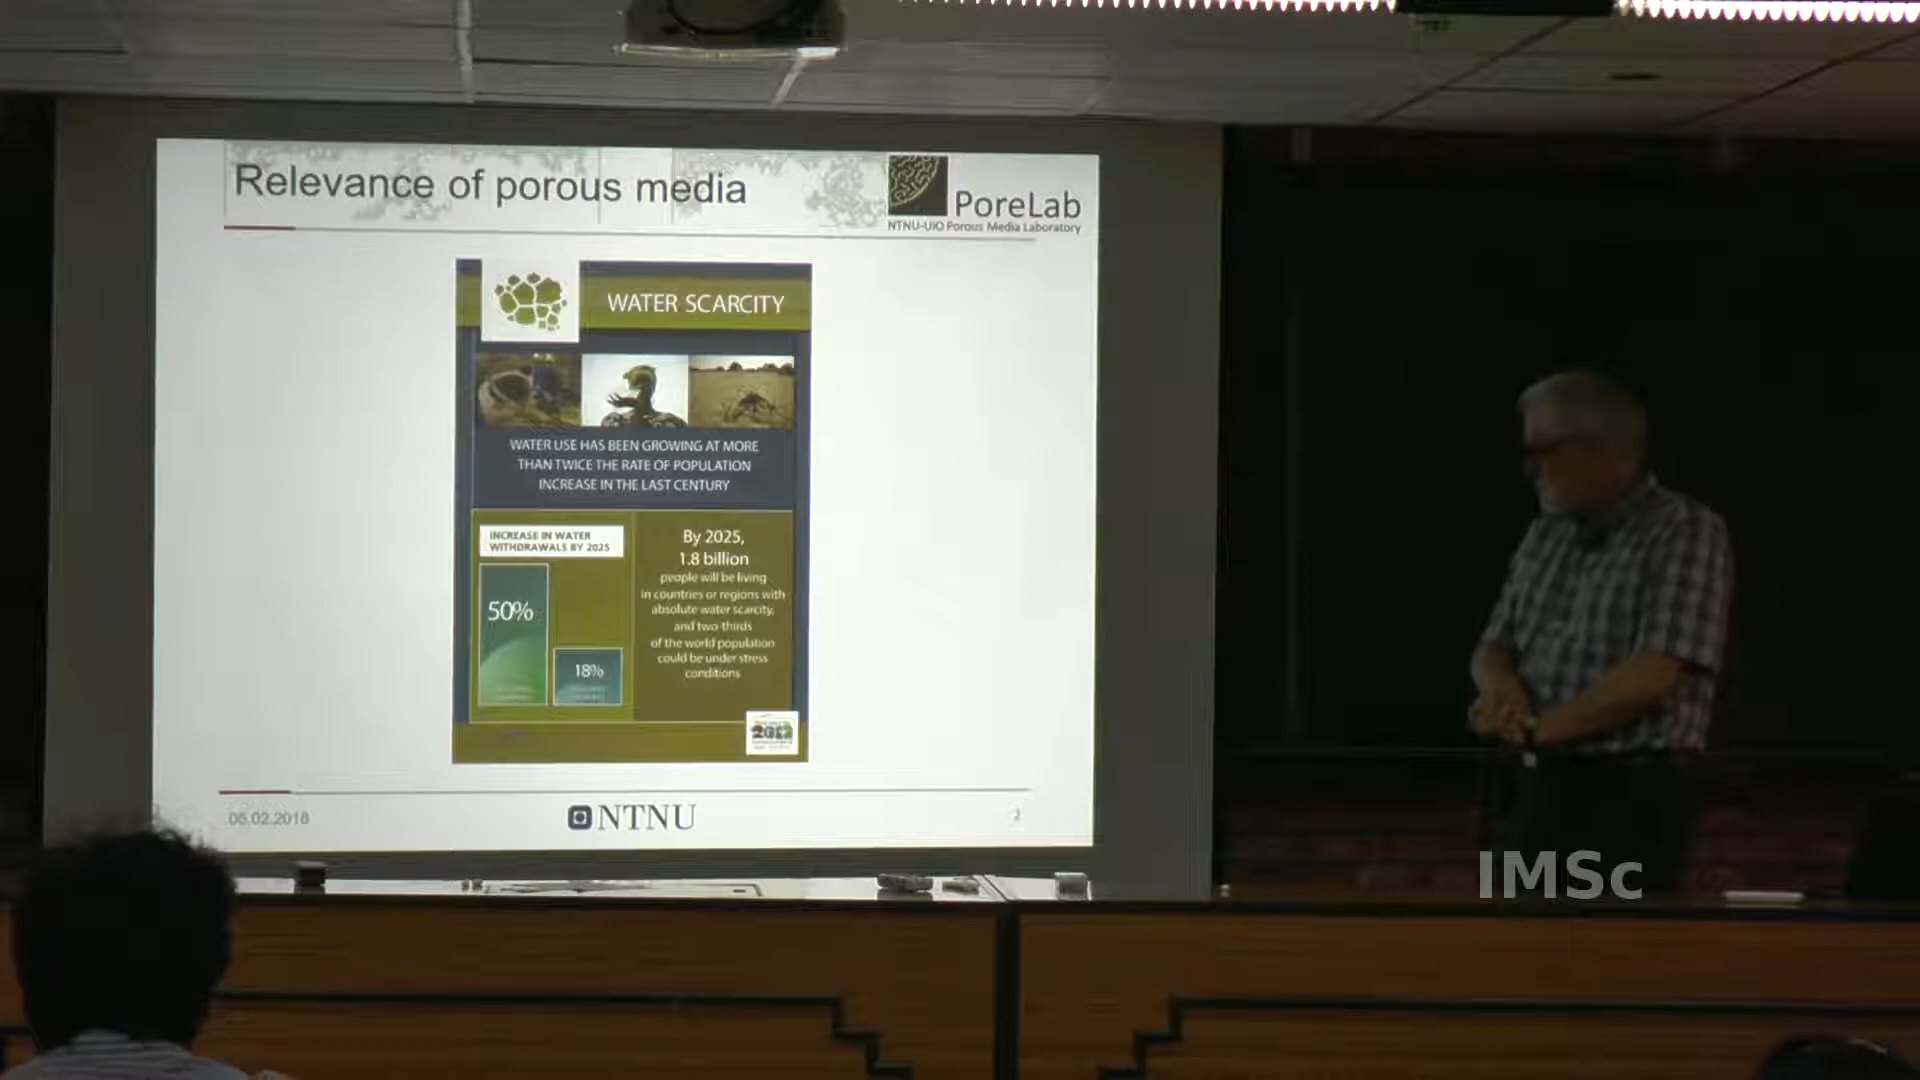 Relevance of porous media
PoreLab
NTNU-UiO Porous Media Laboratory
WATER SCARCITY
WATER USE HAS BEEN GROWING AT MORE
THAN TWICE THE RATE OF POPULATION
INCREASE IN THE LAST CENTURY
INCREASE IN WATER
WITHDRAWALS BY 2025
50%
18%
By 2025,
1.8 billion
people will be living
in countries or regions with
absolute water scarcity,
and two-thirds
of the world population
could be under stress
conditions
2012
06.02.2018
NTNU
2
IMSc